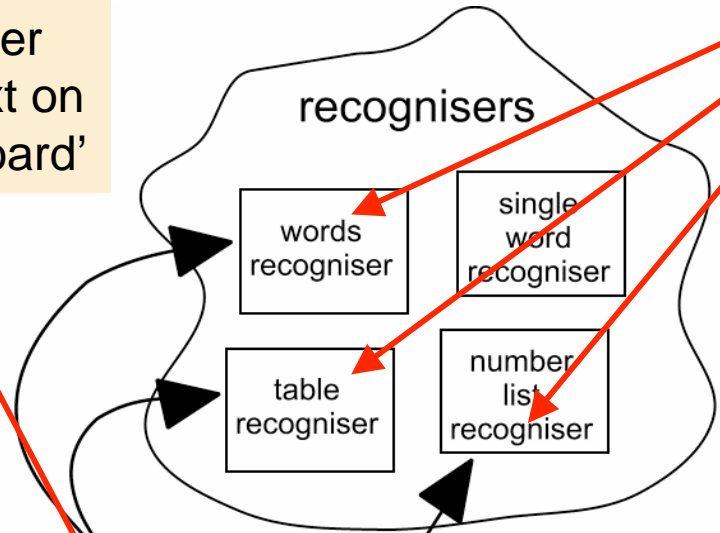 er
xt on
oard’
recognisers
words
recogniser
single
word
recogniser
table
recogniser
number
list
recogniser